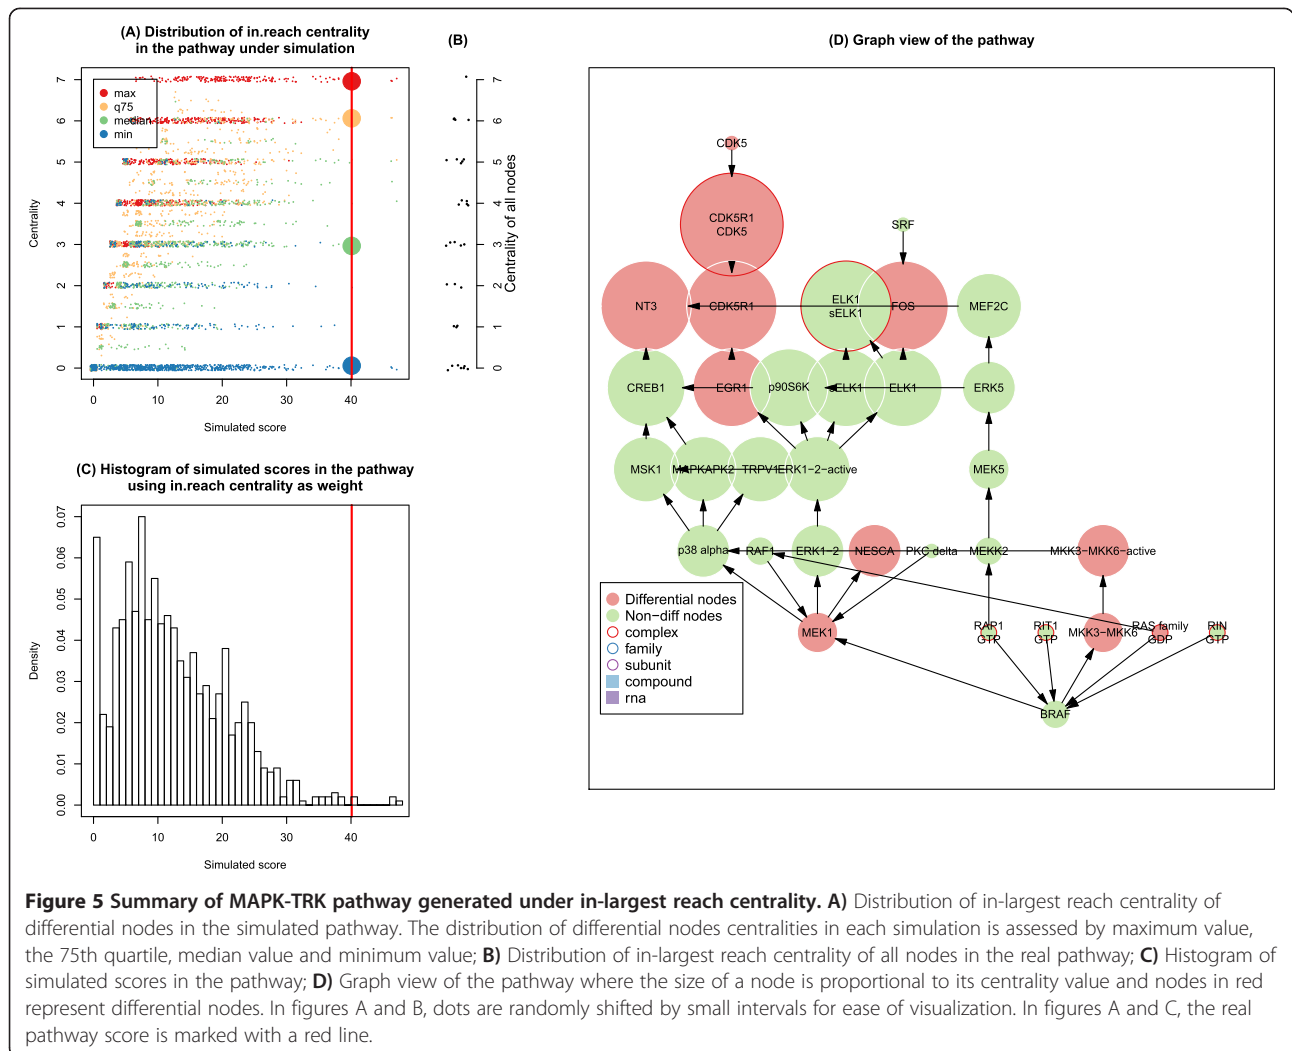 (A) Distribution of in.reach centrality
in the pathway under simulation
Centrality
7
6
5
4
3
2
1
0
max
q75
median
min
0 10 20 30 40
Simulated score
(B)
7
6
5
4
3
2
1
0
Centrality of all nodes
(C) Histogram of simulated scores in the pathway
using in.reach centrality as weight
Density
0.07
0.06
0.05
0.04
0.03
0.02
0.01
0.00
0 10 20 30 40
Simulated score
(D) Graph view of the pathway
CDK5
CDK5R1
CDK5
SRF
NT3
CDK5R1
ELK1
sELK1
FOS
MEF2C
CREB1
EGR1
p90S6K
sELK1
ELK1
ERK5
MSK1
MAPKAPK2
TRPV1
ERK1-2-active
MEK5
p38 alpha
RAF1
ERK1-2
NESCA
PKC delta
MEKK2
MKK3-MKK6-active
MEK1
RAP1
GTP
RIT1
GTP
MKK3-MKK6
RAS family
GDP
RIN
GTP
BRAF
Differential nodes
Non-diff nodes
complex
family
subunit
compound
rna
Figure 5 Summary of MAPK-TRK pathway generated under in-largest reach centrality. A) Distribution of in-largest reach centrality of
differential nodes in the simulated pathway. The distribution of differential nodes centralities in each simulation is assessed by maximum value,
the 75th quartile, median value and minimum value; B) Distribution of in-largest reach centrality of all nodes in the real pathway; C) Histogram of
simulated scores in the pathway; D) Graph view of the pathway where the size of a node is proportional to its centrality value and nodes in red
represent differential nodes. In figures A and B, dots are randomly shifted by small intervals for ease of visualization. In figures A and C, the real
pathway score is marked with a red line.